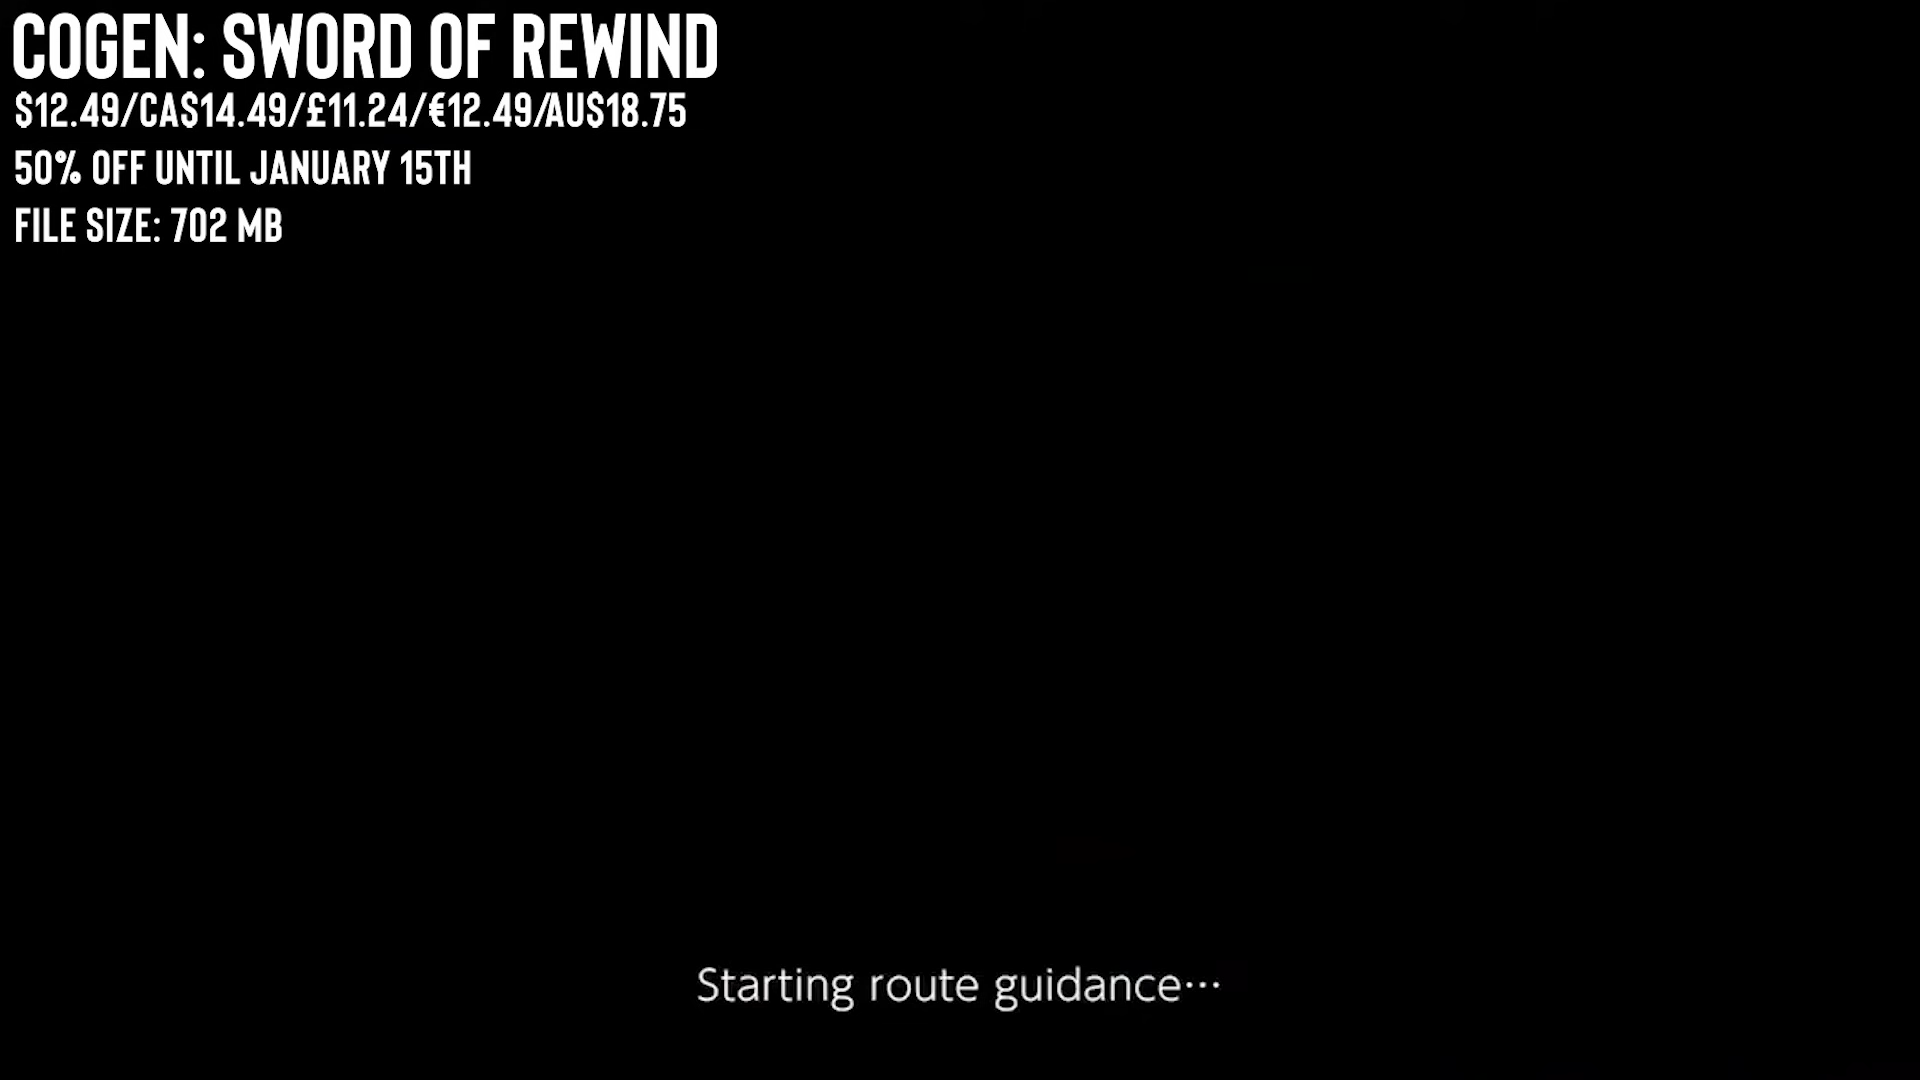 COGEN: SWORD OF REWIND
$12.49/CA$14.49/£11.24/€12.49/AU$18.75
50% OFF UNTIL JANUARY 15TH
FILE SIZE: 702 MB
Starting route guidance…